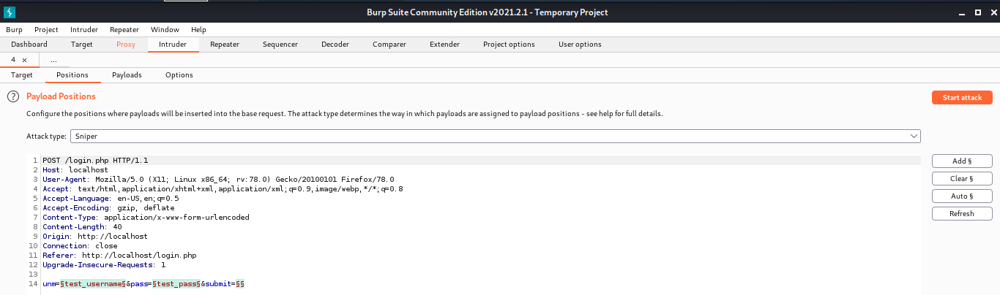 Burp Suite Community Edition v2021.2.1 - Temporary Project
Burp Project Intruder Repeater Window Help
Dashboard Target Proxy Intruder Repeater Sequencer Decoder Comparer Extender Project options User options
4 x ...
Target Positions Payloads Options
? Payload Positions Start attack
Configure the positions where payloads will be inserted into the base request. The attack type determines the way in which payloads are assigned to payload positions - see help for full details.
Attack type: Sniper
1 POST /login.php HTTP/1.1 Add §
2 Host: localhost
3 User-Agent: Mozilla/5.0 (X11; Linux x86_64; rv:78.0) Gecko/20100101 Firefox/78.0 Clear §
4 Accept: text/html,application/xhtml+xml,application/xml;q=0.9,image/webp,*/*;q=0.8
5 Accept-Language: en-US,en;q=0.5 Auto §
6 Accept-Encoding: gzip, deflate
7 Content-Type: application/x-www-form-urlencoded Refresh
8 Content-Length: 40
9 Origin: http://localhost
10 Connection: close
11 Referer: http://localhost/login.php
12 Upgrade-Insecure-Requests: 1
13
14 unm=§test_username§&pass=§test_pass§&submit=§§